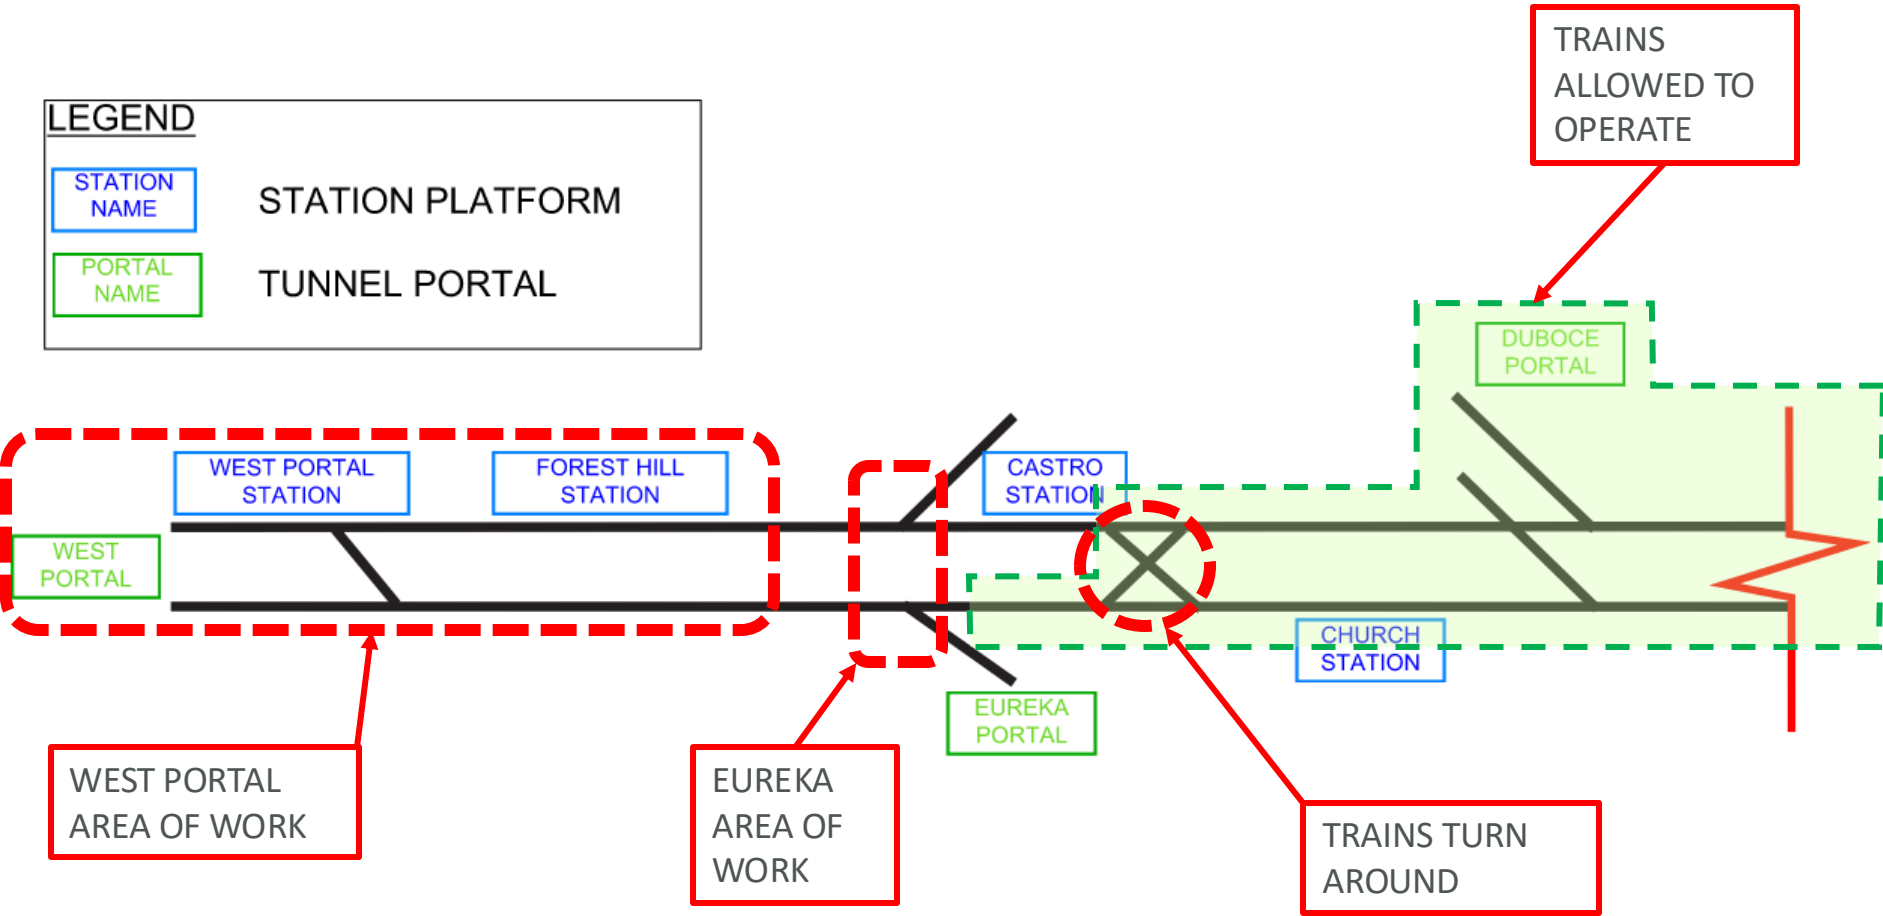 TRAINS
ALLOWED TO
OPERATE
LEGEND
STATION
NAME
STATION PLATFORM
PORTAL
NAME
TUNNEL PORTAL
DUBOCE
PORTAL
WEST PORTAL
STATION
FOREST HILL
STATION
CASTRO
STATION
WEST
PORTAL
CHURCH
STATION
EUREKA
PORTAL
WEST PORTAL
AREA OF WORK
EUREKA
AREA OF
WORK
TRAINS TURN
AROUND